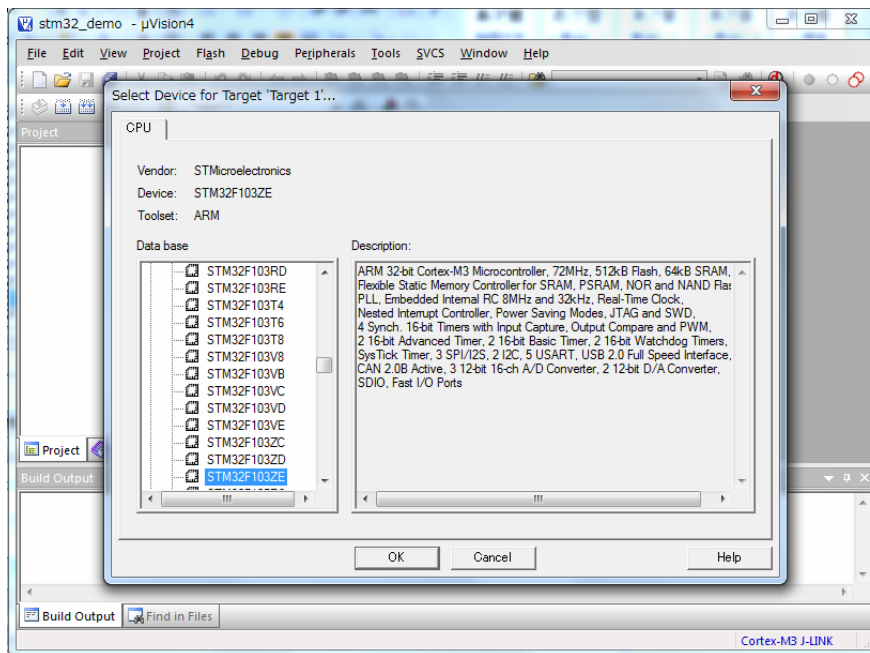 stm32_demo - µVision4
File Edit View Project Flash Debug Peripherals Tools SVCS Window Help
Select Device for Target 'Target 1'...
Project
CPU
Vendor: STMicroelectronics
Device: STM32F103ZE
Toolset: ARM
Data base
Description:
STM32F103RD
STM32F103RE
STM32F103T4
STM32F103T6
STM32F103T8
STM32F103V8
STM32F103VB
STM32F103VC
STM32F103VD
STM32F103VE
STM32F103ZC
STM32F103ZD
STM32F103ZE
ARM 32-bit Cortex-M3 Microcontroller, 72MHz, 512kB Flash, 64kB SRAM,
Flexible Static Memory Controller for SRAM, PSRAM, NOR and NAND Flas
PLL, Embedded Internal RC 8MHz and 32kHz, Real-Time Clock,
Nested Interrupt Controller, Power Saving Modes, JTAG and SWD,
4 Synch. 16-bit Timers with Input Capture, Output Compare and PWM,
2 16-bit Advanced Timer, 2 16-bit Basic Timer, 2 16-bit Watchdog Timers,
SysTick Timer, 3 SPI/I2S, 2 I2C, 5 USART, USB 2.0 Full Speed Interface,
CAN 2.0B Active, 3 12-bit 16-ch A/D Converter, 2 12-bit D/A Converter,
SDIO, Fast I/O Ports
Project
Build Output
OK Cancel Help
Build Output Find in Files
Cortex-M3 J-LINK